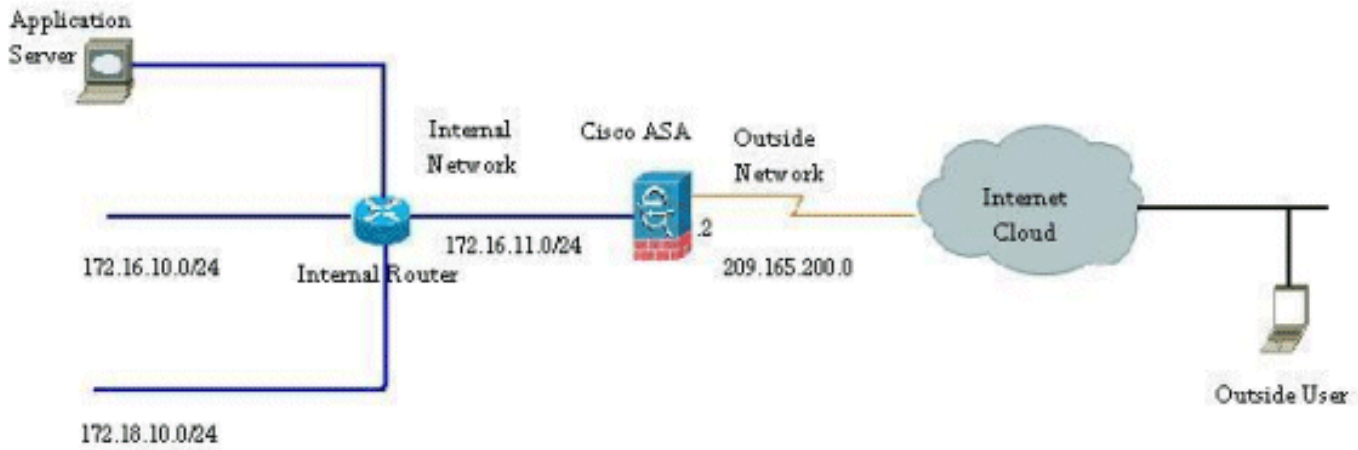 Application
Server
Internal
Network
Cisco ASA
Outside
Network
Internet
Cloud
.2
172.16.10.0/24
Internal Router
172.16.11.0/24
209.165.200.0
Outside User
172.18.10.0/24